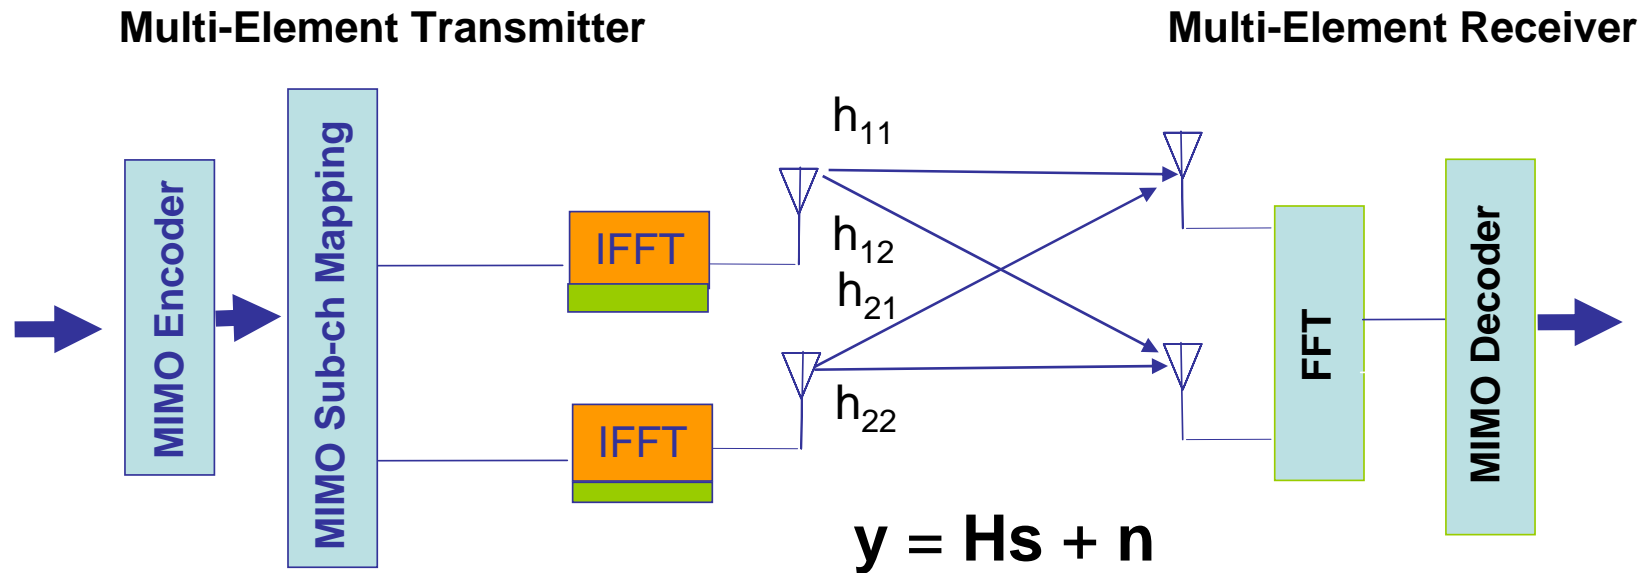 Multi-Element Transmitter
Multi-Element Receiver
MIMO Encoder
MIMO Sub-ch Mapping
IFFT
IFFT
h11
h12
h21
h22
FFT
MIMO Decoder
y = Hs + n